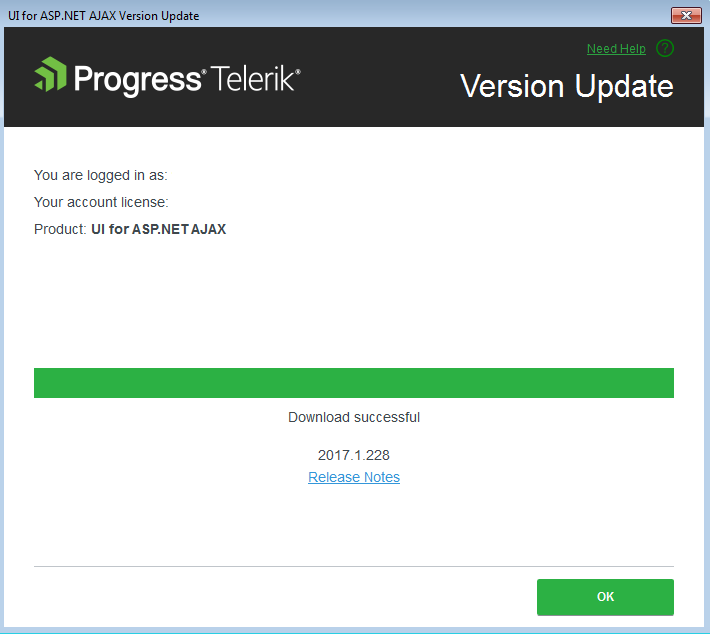 UI for ASP.NET AJAX Version Update
Need Help ?
Progress® Telerik®
Version Update
You are logged in as:
Your account license:
Product: UI for ASP.NET AJAX
Download successful
2017.1.228
Release Notes
OK